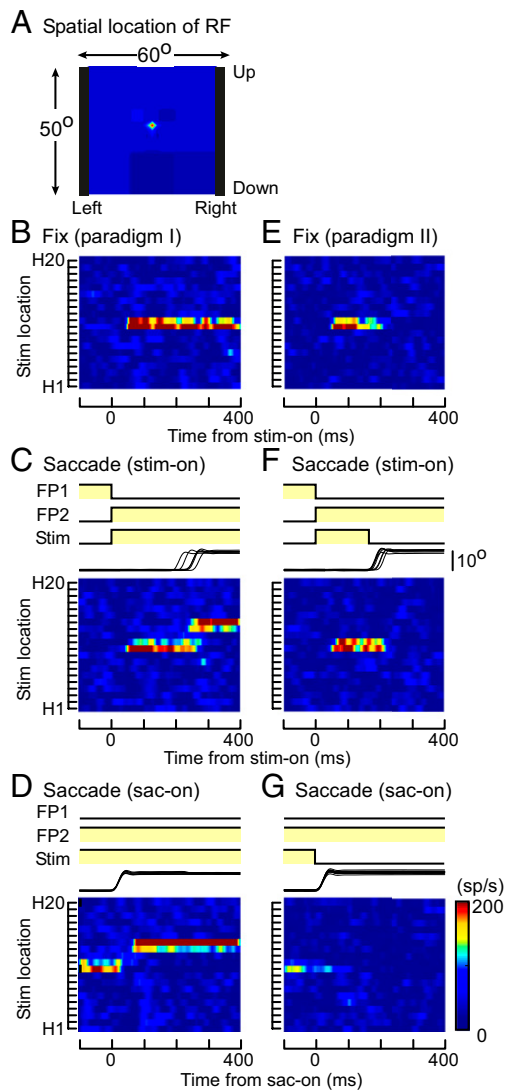 A Spatial location of RF
60°
50°
Up
Down
Left Right
B Fix (paradigm I)
E Fix (paradigm II)
H20
Stim location
H1
0 400
0 400
Time from stim-on (ms)
C Saccade (stim-on)
F Saccade (stim-on)
FP1
FP2
Stim
10°
H20
Stim location
H1
0 400
0 400
Time from stim-on (ms)
D Saccade (sac-on)
G Saccade (sac-on)
FP1
FP2
Stim
(sp/s)
200
0
H20
Stim location
H1
0 400
0 400
Time from sac-on (ms)